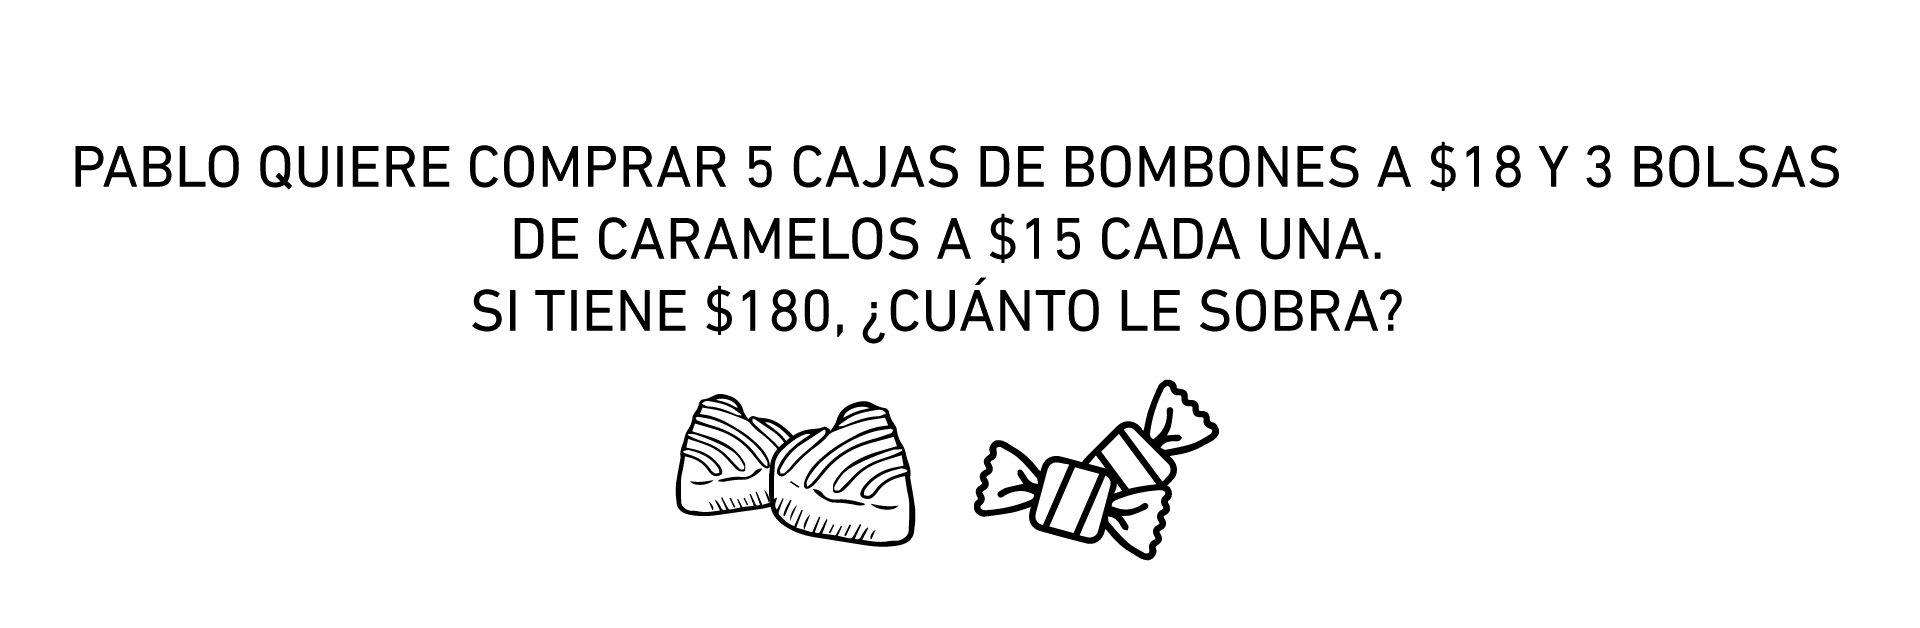 PABLO QUIERE COMPRAR 5 CAJAS DE BOMBONES A $18 Y 3 BOLSAS
DE CARAMELOS A $15 CADA UNA.
SI TIENE $180, ¿CUÁNTO LE SOBRA?